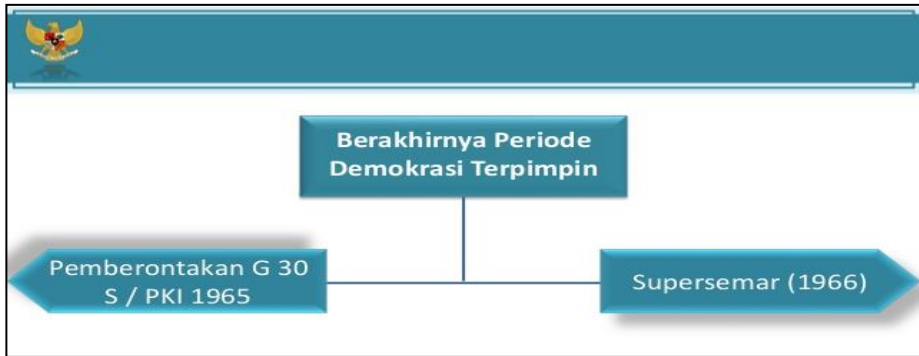 Berakhirnya Periode
Demokrasi Terpimpin
Pemberontakan G 30
S / PKI 1965
Supersemar (1966)